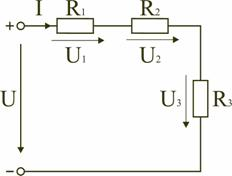 + I R₁ R₂
U₁ U₂
U U₃ R₃
−